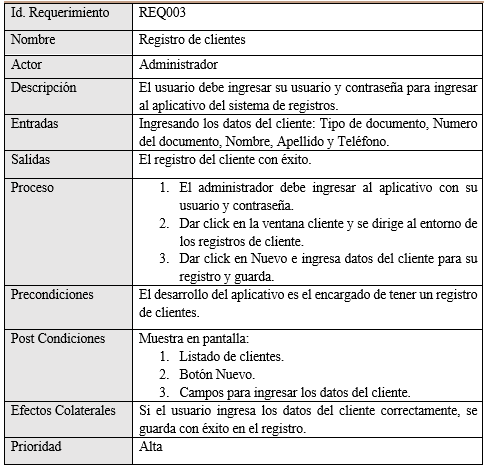 Id. Requerimiento REQ003
Nombre Registro de clientes
Actor Administrador
Descripción El usuario debe ingresar su usuario y contraseña para ingresar
al aplicativo del sistema de registros.
Entradas Ingresando los datos del cliente: Tipo de documento, Numero
del documento, Nombre, Apellido y Teléfono.
Salidas El registro del cliente con éxito.
Proceso 1. El administrador debe ingresar al aplicativo con su
usuario y contraseña.
2. Dar click en la ventana cliente y se dirige al entorno de
los registros de cliente.
3. Dar click en Nuevo e ingresa datos del cliente para su
registro y guarda.
Precondiciones El desarrollo del aplicativo es el encargado de tener un registro
de clientes.
Post Condiciones Muestra en pantalla:
1. Listado de clientes.
2. Botón Nuevo.
3. Campos para ingresar los datos del cliente.
Efectos Colaterales Si el usuario ingresa los datos del cliente correctamente, se
guarda con éxito en el registro.
Prioridad Alta